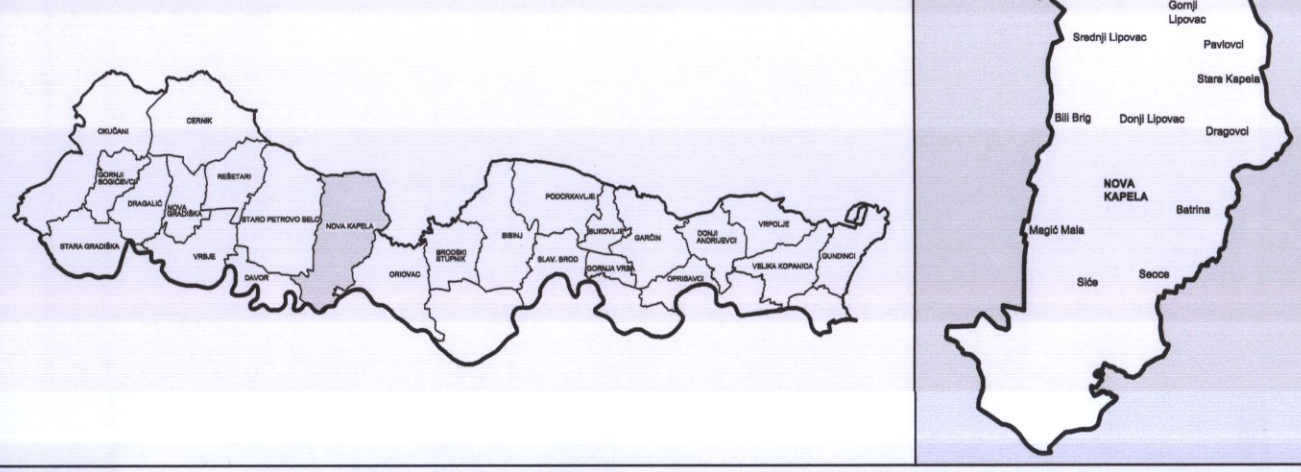 OKUČANI
CERNIK
GORNJI
BOGIĆEVCI
DRAGALIĆ
NOVA
GRADIŠKA
REŠETARI
STARA GRADIŠKA
VRBJE
STARO PETROVO SELO
DAVOR
NOVA KAPELA
ORIOVAC
BRODSKI
STUPNIK
SIBINJ
PODCRKAVLJE
SLAV. BROD
BUKOVLJE
GORNJA VRBA
GARČIN
OPRISAVCI
DONJI
ANDRIJEVCI
VRPOLJE
VELIKA KOPANICA
GUNDINCI
Gornji
Lipovac
Srednji Lipovac
Pavlovci
Stara Kapela
Bili Brig
Donji Lipovac
Dragovci
NOVA
KAPELA
Batrina
Magić Mala
Seoce
Siče